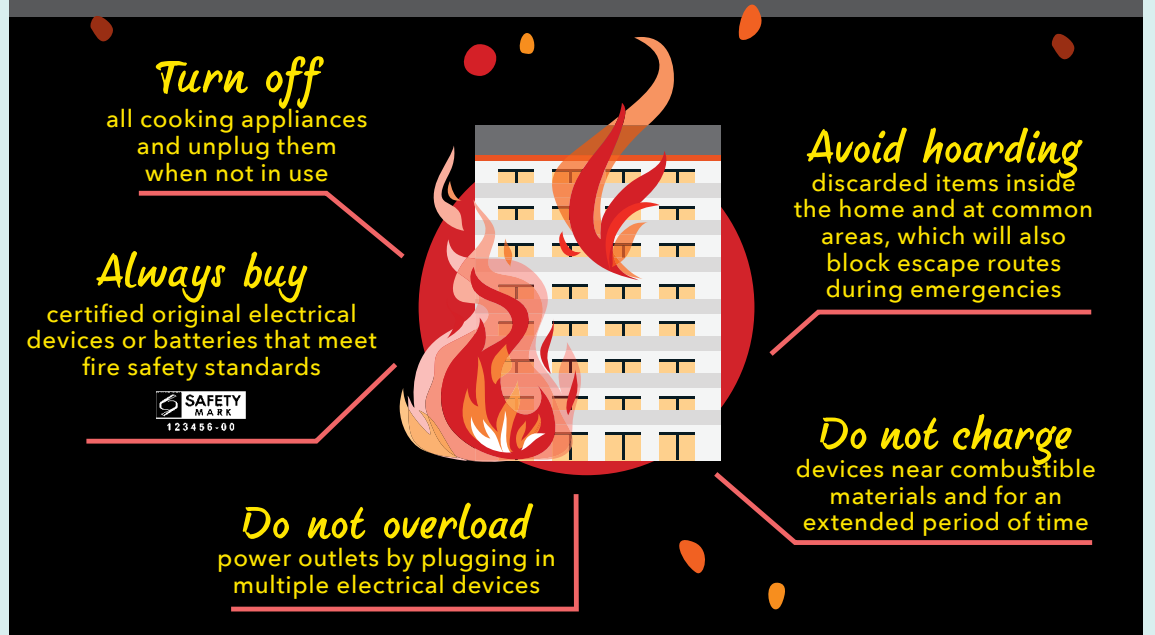 Turn off
all cooking appliances
and unplug them
when not in use
Always buy
certified original electrical
devices or batteries that meet
fire safety standards
SAFETY
MARK
123456-00
Do not overload
power outlets by plugging in
multiple electrical devices
Avoid hoarding
discarded items inside
the home and at common
areas, which will also
block escape routes
during emergencies
Do not charge
devices near combustible
materials and for an
extended period of time